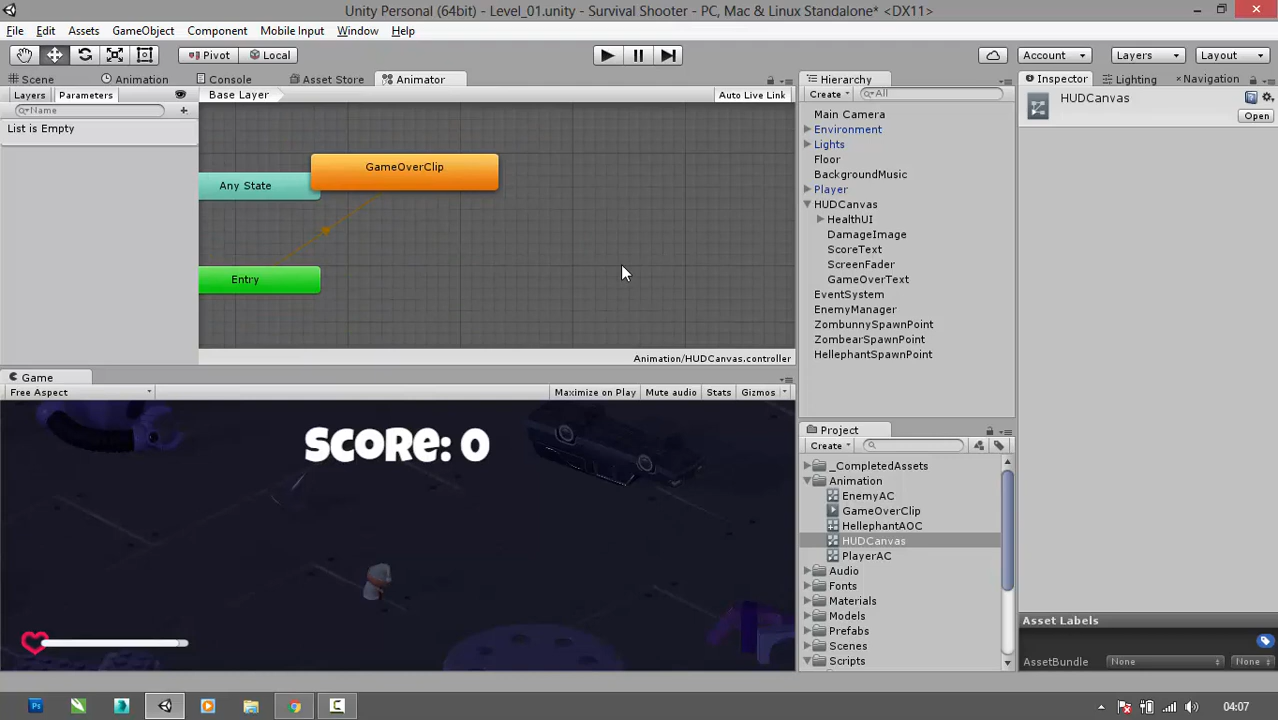 Unity Personal (64bit) - Level_01.unity - Survival Shooter - PC, Mac & Linux Standalone* <DX11>
File Edit Assets GameObject Component Mobile Input Window Help
Pivot Local Account Layers Layout
Scene Animation Console Asset Store Animator
Layers Parameters Base Layer Auto Live Link
Name
List is Empty
GameOverClip
Any State
Entry
Animation/HUDCanvas.controller
Game
Free Aspect Maximize on Play Mute audio Stats Gizmos
SCORE: 0
Hierarchy
Create All
Main Camera
Environment
Lights
Floor
BackgroundMusic
Player
HUDCanvas
HealthUI
DamageImage
ScoreText
ScreenFader
GameOverText
EventSystem
EnemyManager
ZombunnySpawnPoint
ZombearSpawnPoint
HellephantSpawnPoint
Project
Create
_CompletedAssets
Animation
EnemyAC
GameOverClip
HellephantAOC
HUDCanvas
PlayerAC
Audio
Fonts
Materials
Models
Prefabs
Scenes
Scripts
Inspector Lighting Navigation
HUDCanvas
Open
Asset Labels
AssetBundle None None
Ps
04:07